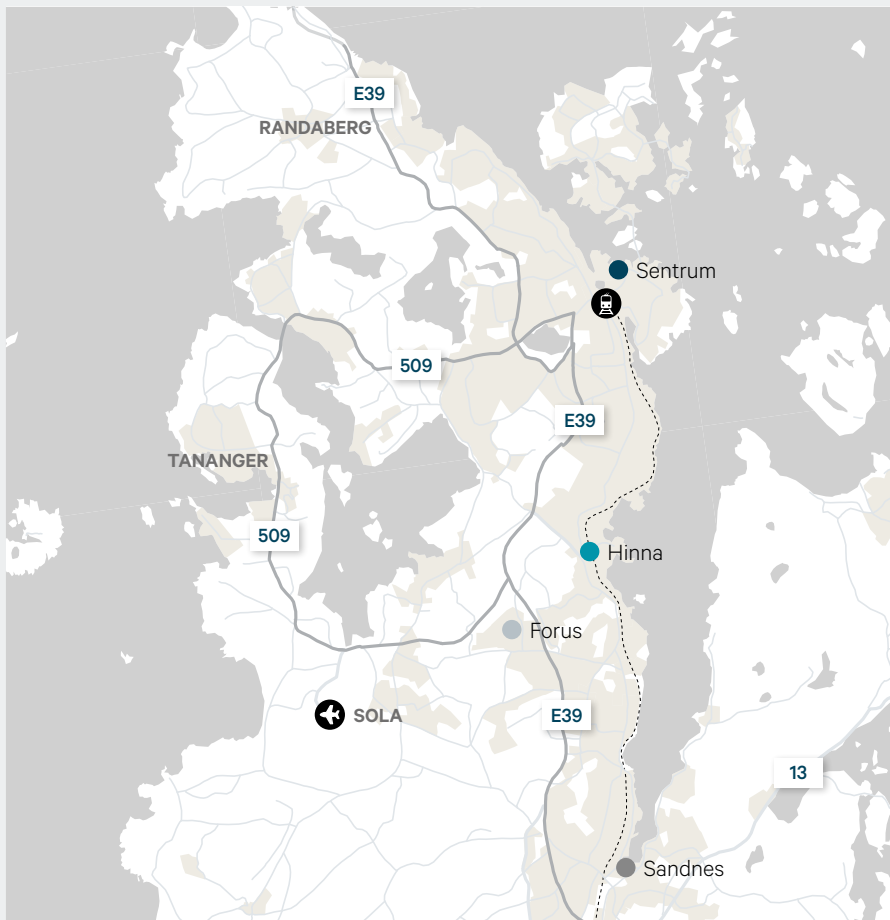 E39
RANDABERG
Sentrum
509
E39
TANANGER
509
Hinna
Forus
SOLA
E39
13
Sandnes